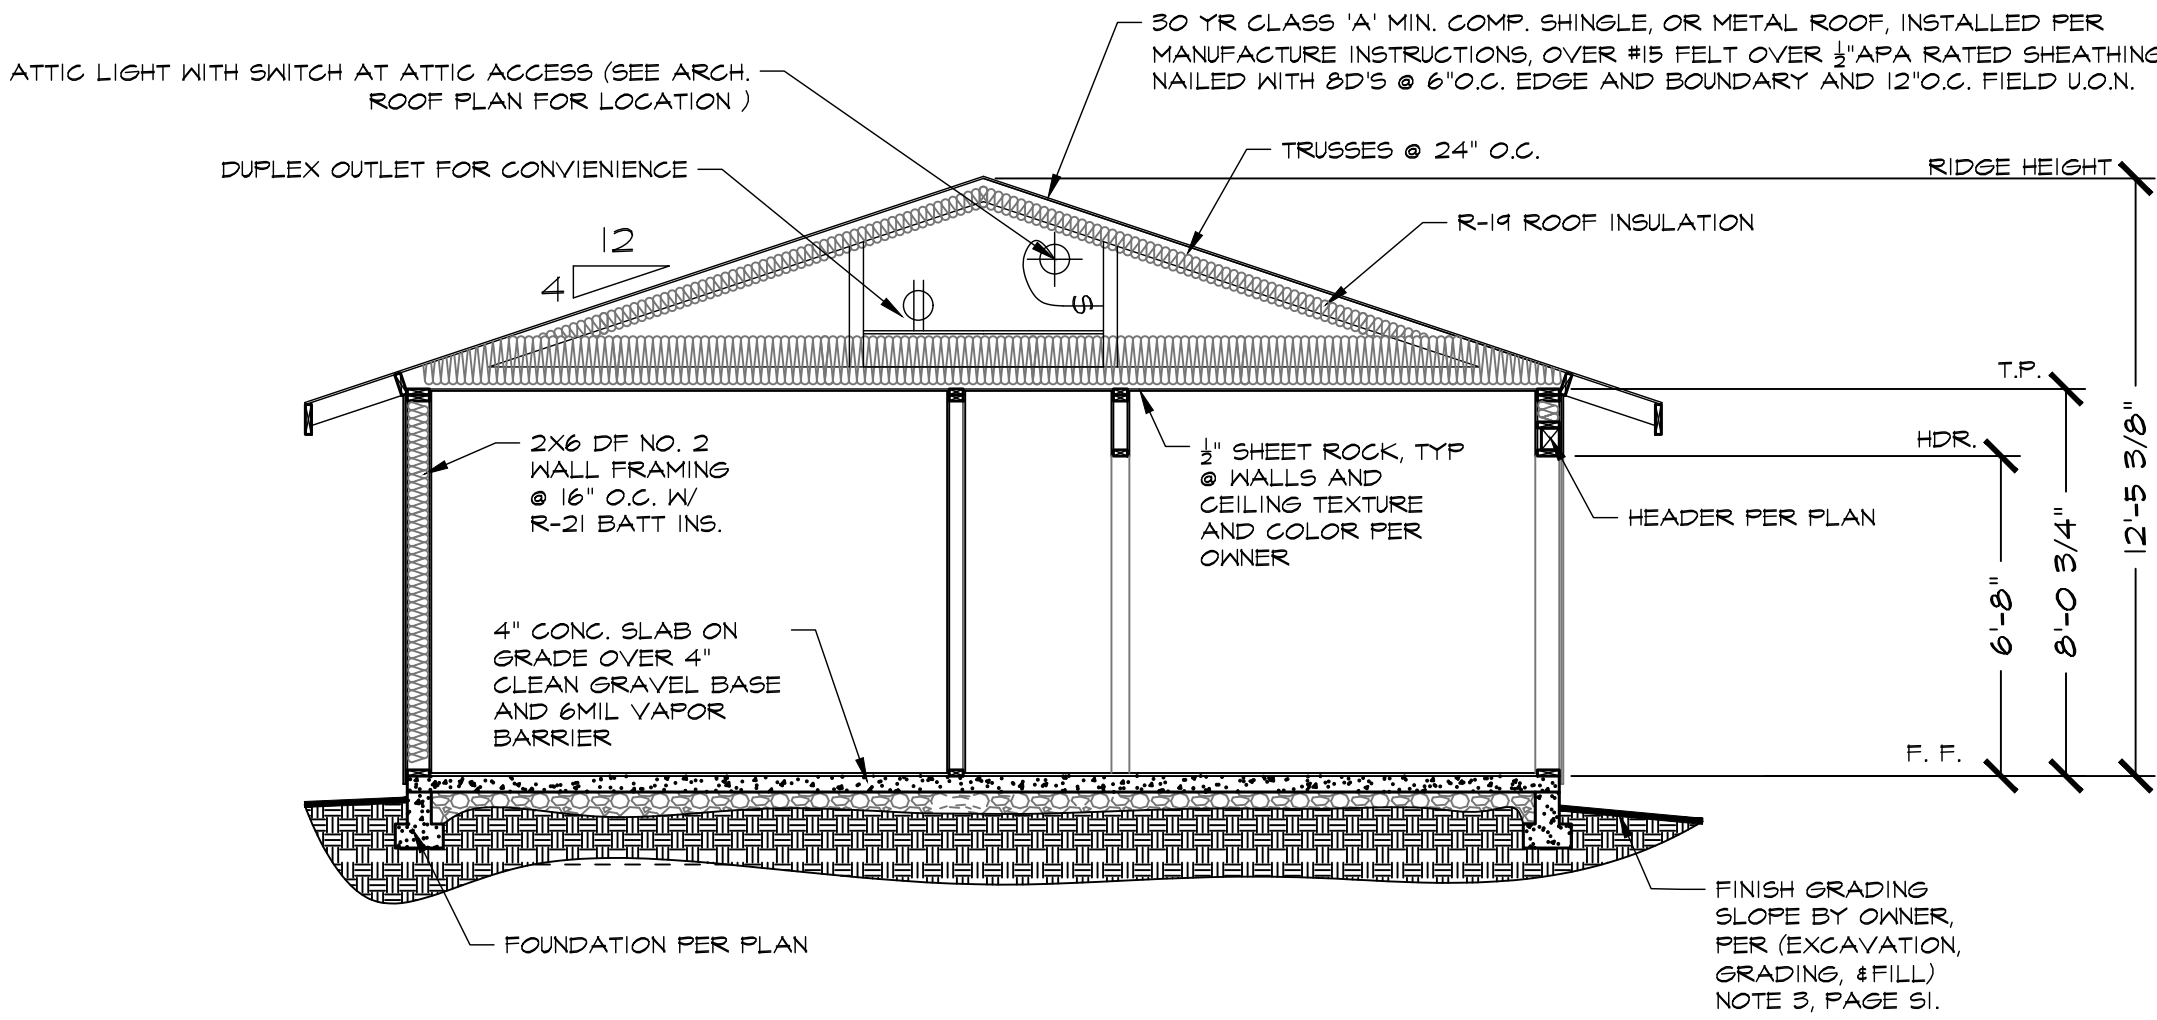 30 YR CLASS 'A' MIN. COMP. SHINGLE, OR METAL ROOF, INSTALLED PER
MANUFACTURE INSTRUCTIONS, OVER #15 FELT OVER ½"APA RATED SHEATHING
NAILED WITH 8D'S @ 6"O.C. EDGE AND BOUNDARY AND 12"O.C. FIELD U.O.N.
ATTIC LIGHT WITH SWITCH AT ATTIC ACCESS (SEE ARCH.
ROOF PLAN FOR LOCATION )
DUPLEX OUTLET FOR CONVIENIENCE
TRUSSES @ 24" O.C.
RIDGE HEIGHT
R-19 ROOF INSULATION
12
4
S
T.P.
HDR.
2X6 DF NO. 2
WALL FRAMING
@ 16" O.C. W/
R-21 BATT INS.
½" SHEET ROCK, TYP
@ WALLS AND
CEILING TEXTURE
AND COLOR PER
OWNER
HEADER PER PLAN
6'-8"
8'-0 3/4"
12'-5 3/8"
4" CONC. SLAB ON
GRADE OVER 4"
CLEAN GRAVEL BASE
AND 6MIL VAPOR
BARRIER
F. F.
FOUNDATION PER PLAN
FINISH GRADING
SLOPE BY OWNER,
PER (EXCAVATION,
GRADING, &FILL)
NOTE 3, PAGE S1.